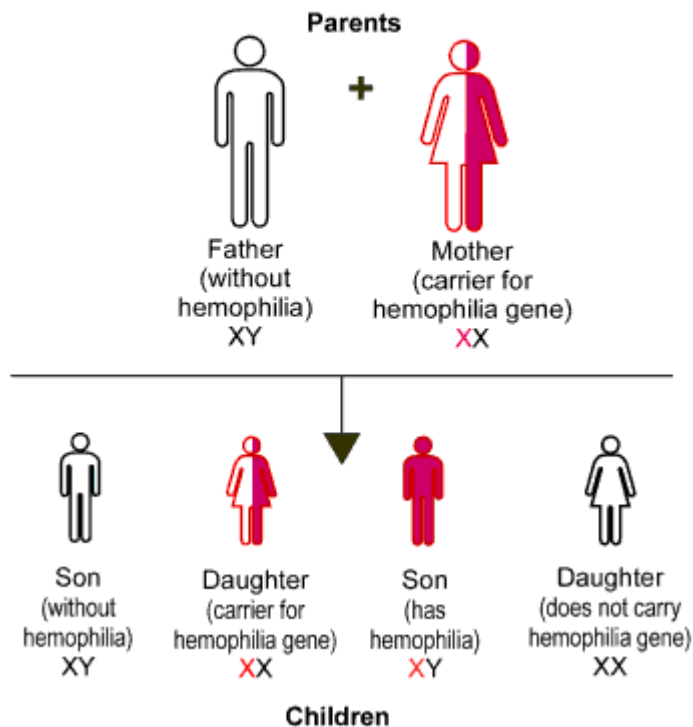 Parents
+
Father
(without
hemophilia)
XY
Mother
(carrier for
hemophilia gene)
XX
Son
(without
hemophilia)
XY
Daughter
(carrier for
hemophilia gene)
XX
Son
(has
hemophilia)
XY
Daughter
(does not carry
hemophilia gene)
XX
Children